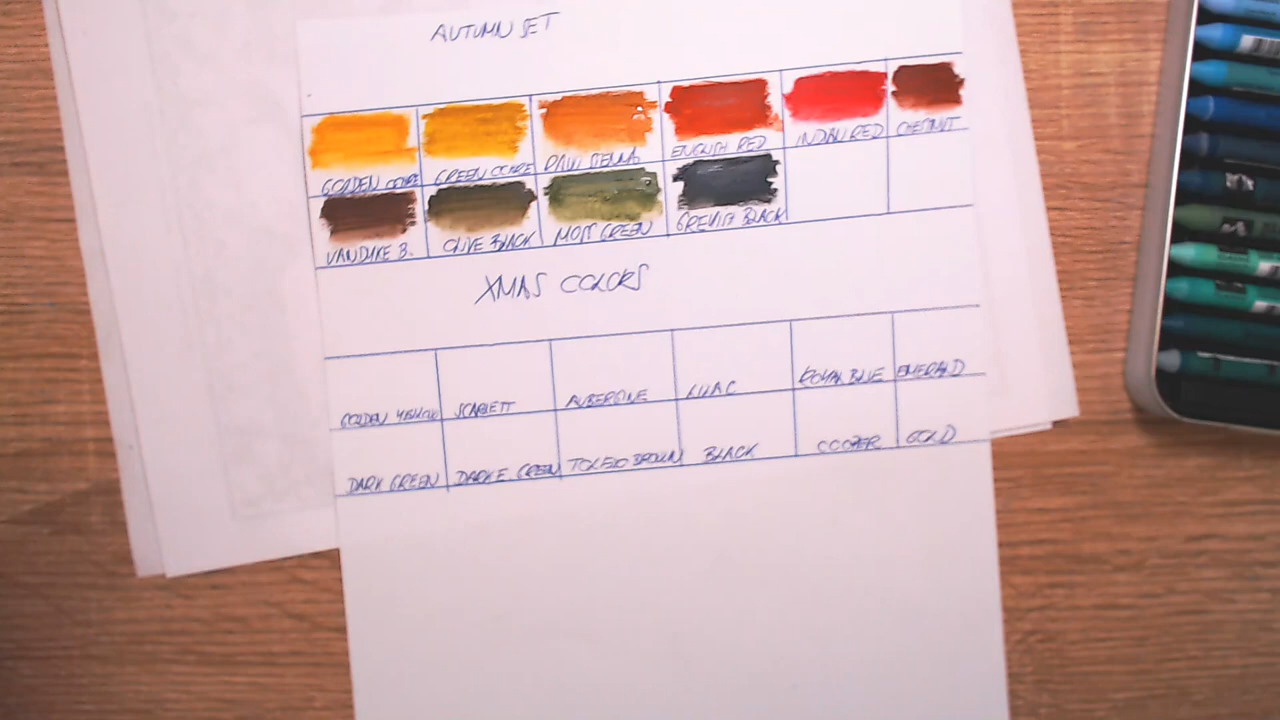 AUTUMN SET
GOLDEN OCHRE GREEN OCHRE RAW SIENNA ENGLISH RED INDIAN RED CHESTNUT
VANDYKE B. OLIVE BLACK MOSS GREEN GREYISH BLACK
XMAS COLORS
GOLDEN YELLOW SCARLETT AUBERGINE LILAC ROYAL BLUE EMERALD
DARK GREEN DARK E. GREEN TOLEDO BROWN BLACK COOPER GOLD